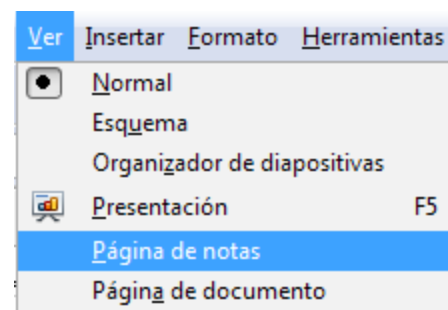 Ver Insertar Formato Herramientas
Normal
Esquema
Organizador de diapositivas
Presentación F5
Página de notas
Página de documento